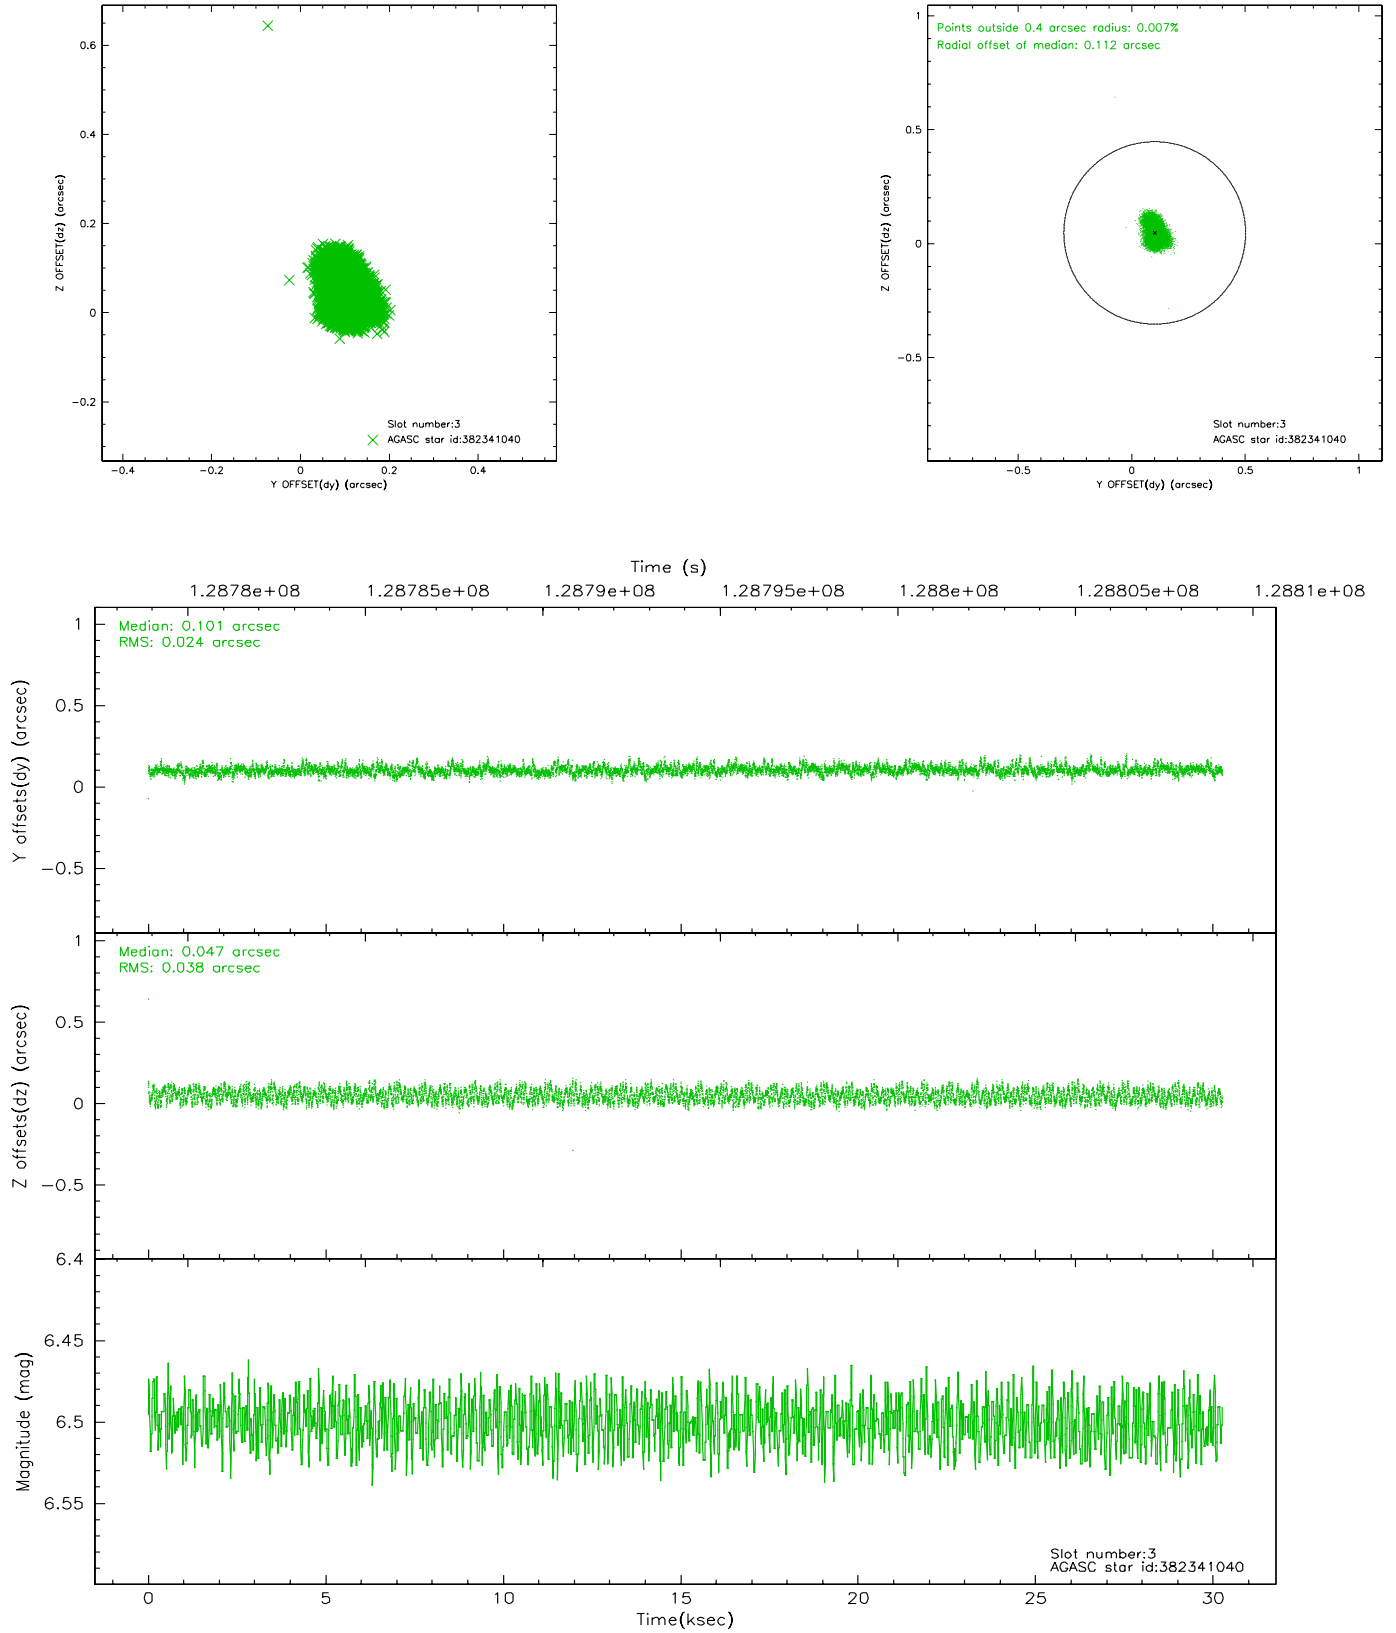 0.6
0.4
0.2
0
−0.2
Z OFFSET(dz) (arcsec)
−0.4
−0.2
0
0.2
0.4
Y OFFSET(dy) (arcsec)
Slot number:3
AGASC star id:382341040
Points outside 0.4 arcsec radius: 0.007%
Radial offset of median: 0.112 arcsec
1
0.5
0
−0.5
Z OFFSET(dz) (arcsec)
−0.5
0
0.5
1
Y OFFSET(dy) (arcsec)
Slot number:3
AGASC star id:382341040
Time (s)
1.2878e+08
1.28785e+08
1.2879e+08
1.28795e+08
1.288e+08
1.28805e+08
1.2881e+08
Median: 0.101 arcsec
RMS: 0.024 arcsec
1
0.5
0
−0.5
Y offsets(dy) (arcsec)
Median: 0.047 arcsec
RMS: 0.038 arcsec
1
0.5
0
−0.5
Z offsets(dz) (arcsec)
6.4
6.45
6.5
6.55
Magnitude (mag)
Slot number:3
AGASC star id:382341040
0
5
10
15
20
25
30
Time(ksec)